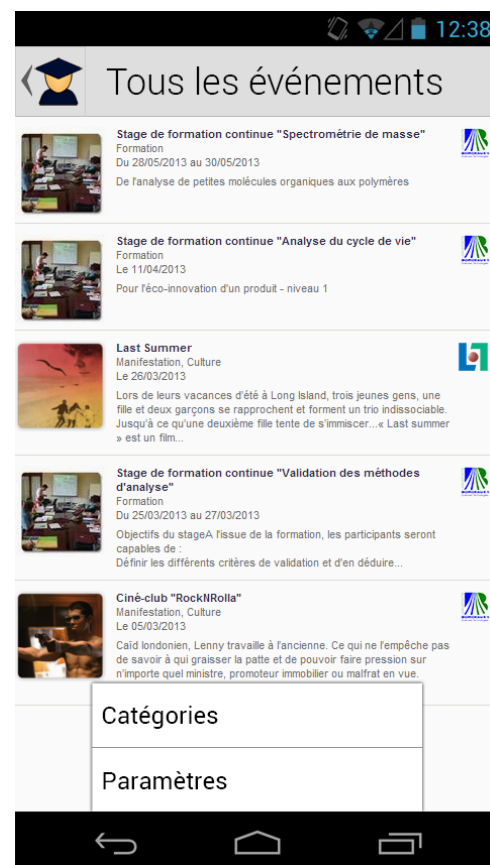 12:38
Tous les événements
Stage de formation continue "Spectrométrie de masse"
Formation
Du 28/05/2013 au 30/05/2013
De l'analyse de petites molécules organiques aux polymères
Stage de formation continue "Analyse du cycle de vie"
Formation
Le 11/04/2013
Pour l'éco-innovation d'un produit - niveau 1
Last Summer
Manifestation, Culture
Le 26/03/2013
Lors de leurs vacances d'été à Long Island, trois jeunes gens, une
fille et deux garçons se rapprochent et forment un trio indissociable.
Jusqu'à ce qu'une deuxième fille tente de s'immiscer...« Last summer
» est un film...
Stage de formation continue "Validation des méthodes
d'analyse"
Formation
Du 25/03/2013 au 27/03/2013
Objectifs du stageA l'issue de la formation, les participants seront
capables de :
Définir les différents critères de validation et d'en déduire...
Ciné-club "RockNRolla"
Manifestation, Culture
Le 05/03/2013
Caïd londonien, Lenny travaille à l'ancienne. Ce qui ne l'empêche pas
de savoir à qui graisser la patte et de pouvoir faire pression sur
n'importe quel ministre, promoteur immobilier ou malfrat en vue.
Catégories
Paramètres